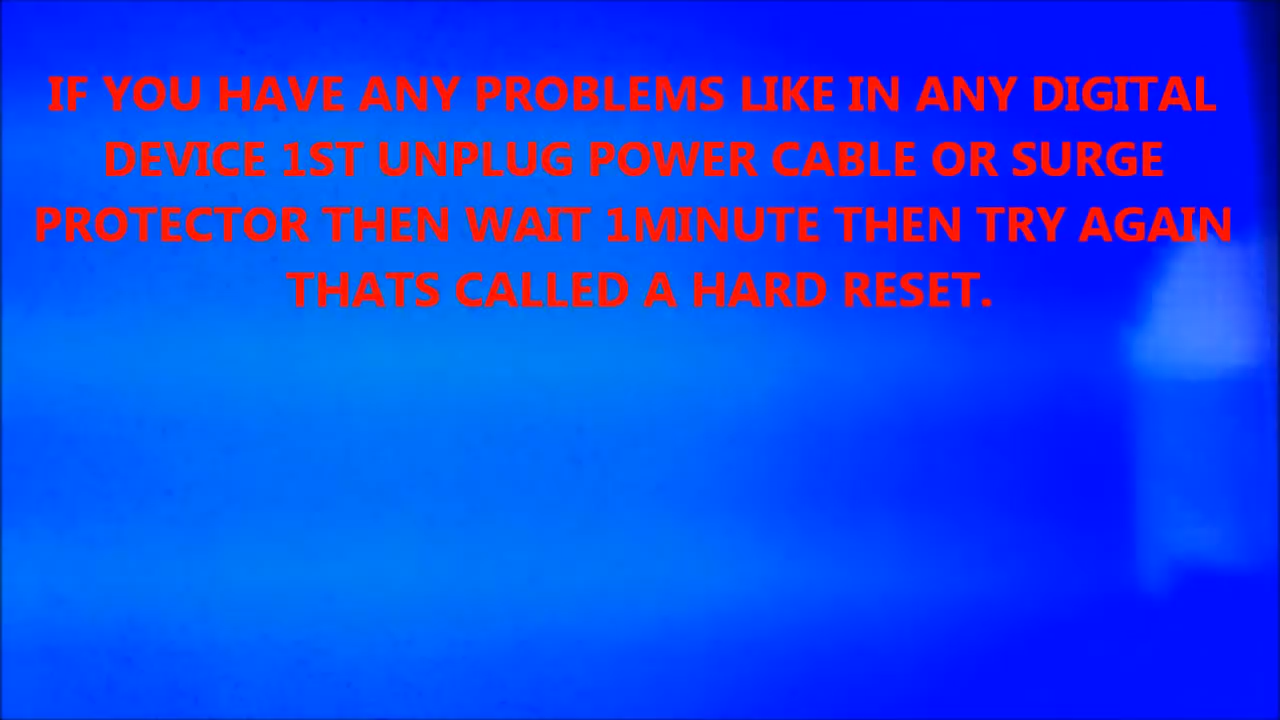 IF YOU HAVE ANY PROBLEMS LIKE IN ANY DIGITAL
DEVICE 1ST UNPLUG POWER CABLE OR SURGE
PROTECTOR THEN WAIT 1MINUTE THEN TRY AGAIN
THATS CALLED A HARD RESET.